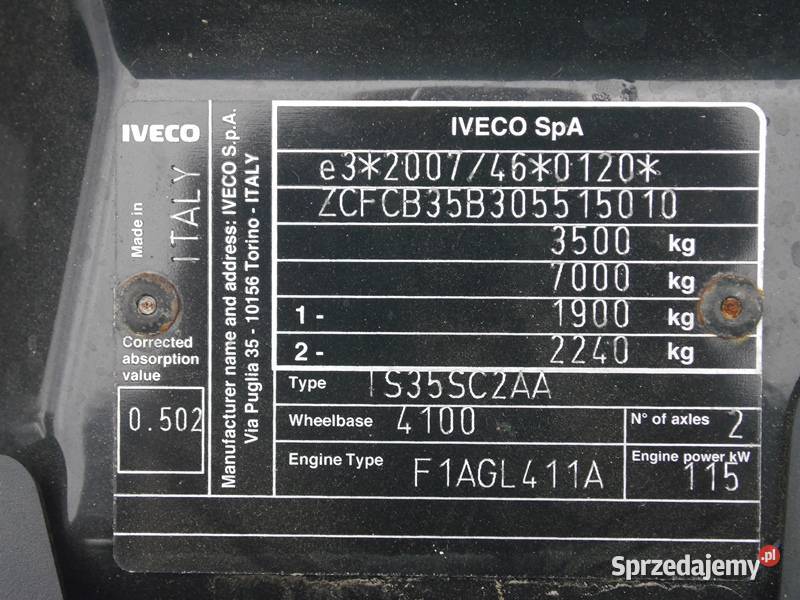 IVECO
Made in
ITALY
Corrected
absorption
value
0.502
Manufacturer name and address: IVECO S.p.A.
Via Puglia 35 - 10156 Torino - ITALY
IVECO SpA
e3*2007/46*0120*
ZCFCB35B305515010
3500 kg
7000 kg
1 - 1900 kg
2 - 2240 kg
Type IS35SC2AA
Wheelbase 4100
N° of axles 2
Engine Type F1AGL411A
Engine power kW
115
Sprzedajemy.pl